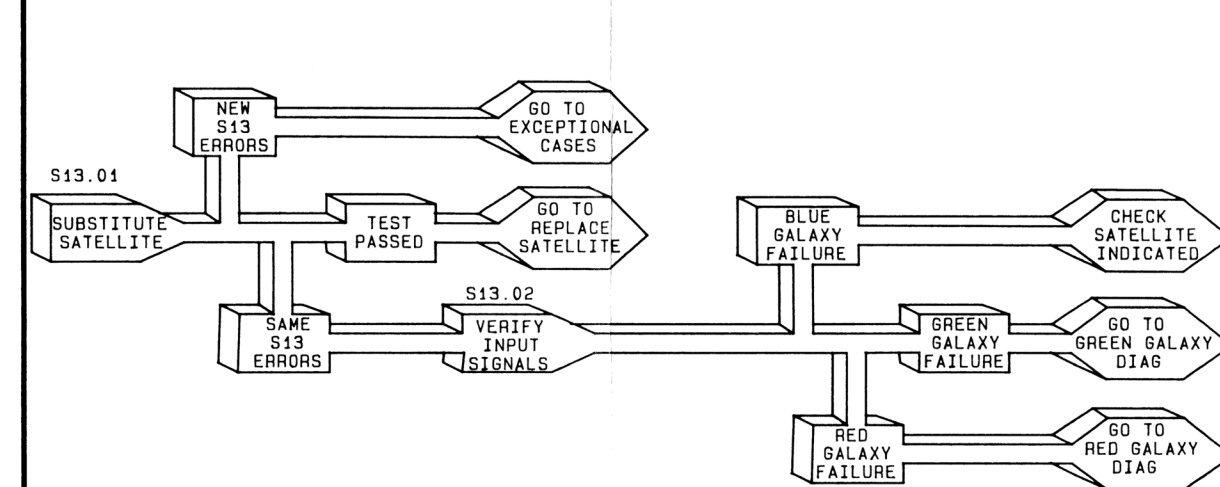 NEW
S13
ERRORS
GO TO
EXCEPTIONAL
CASES
S13.01
SUBSTITUTE
SATELLITE
TEST
PASSED
GO TO
REPLACE
SATELLITE
BLUE
GALAXY
FAILURE
CHECK
SATELLITE
INDICATED
SAME
S13
ERRORS
S13.02
VERIFY
INPUT
SIGNALS
GREEN
GALAXY
FAILURE
GO TO
GREEN GALAXY
DIAG
RED
GALAXY
FAILURE
GO TO
RED GALAXY
DIAG